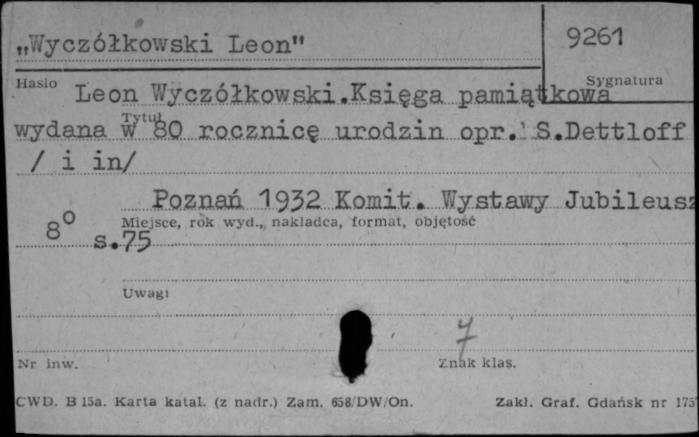 „Wyczółkowski Leon"
9261
Hasło
Sygnatura
Leon Wyczółkowski.Księga pamiątkowa
Tytuł
wydana w 80 rocznicę urodzin opr. S.Dettloff
/ i in/
Poznań 1932 Komit. Wystawy Jubileusz
Miejsce, rok wyd., nakładca, format, objętość
8° s.75
Uwagi
7
Nr inw.
Znak klas.
CWD. B 15a. Karta katal. (z nadr.) Zam. 658/DW/On.
Zakł. Graf. Gdańsk nr 175